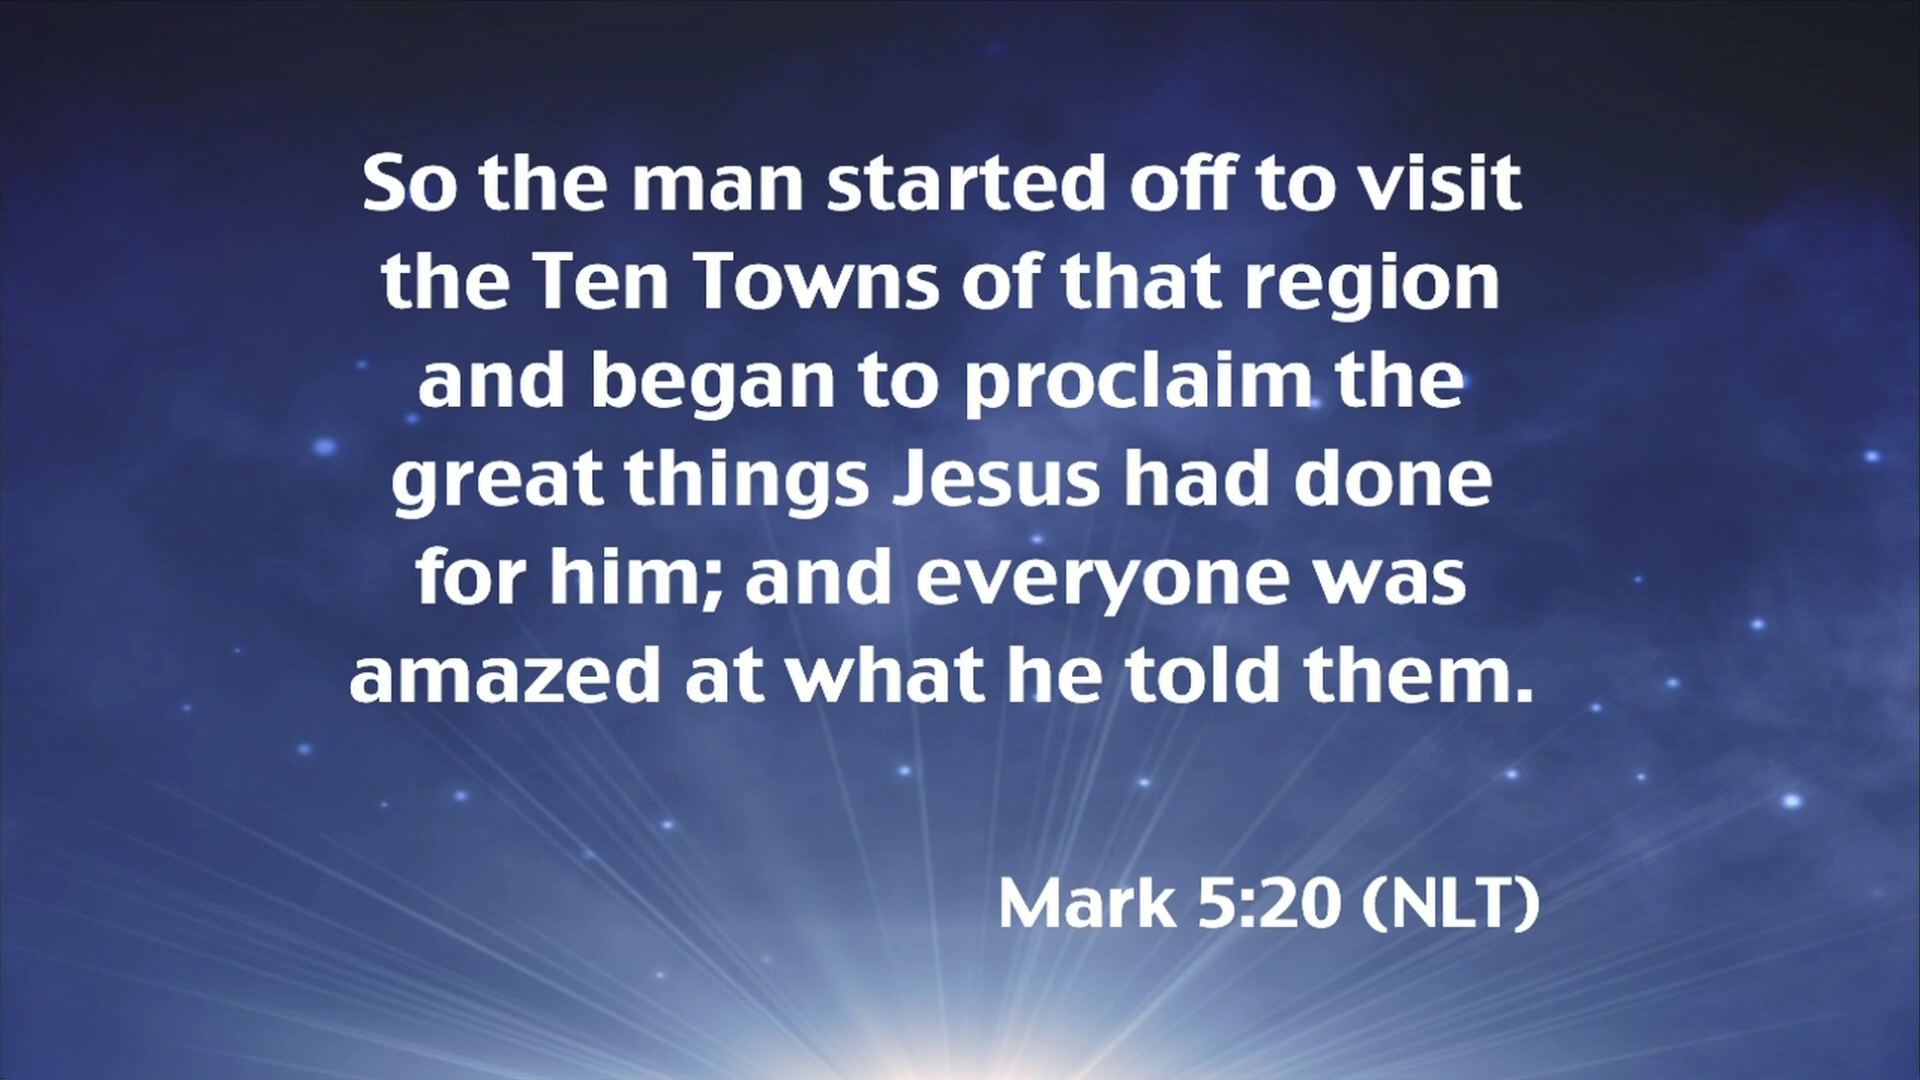 So the man started off to visit
the Ten Towns of that region
and began to proclaim the
great things Jesus had done
for him; and everyone was
amazed at what he told them.
Mark 5:20 (NLT)